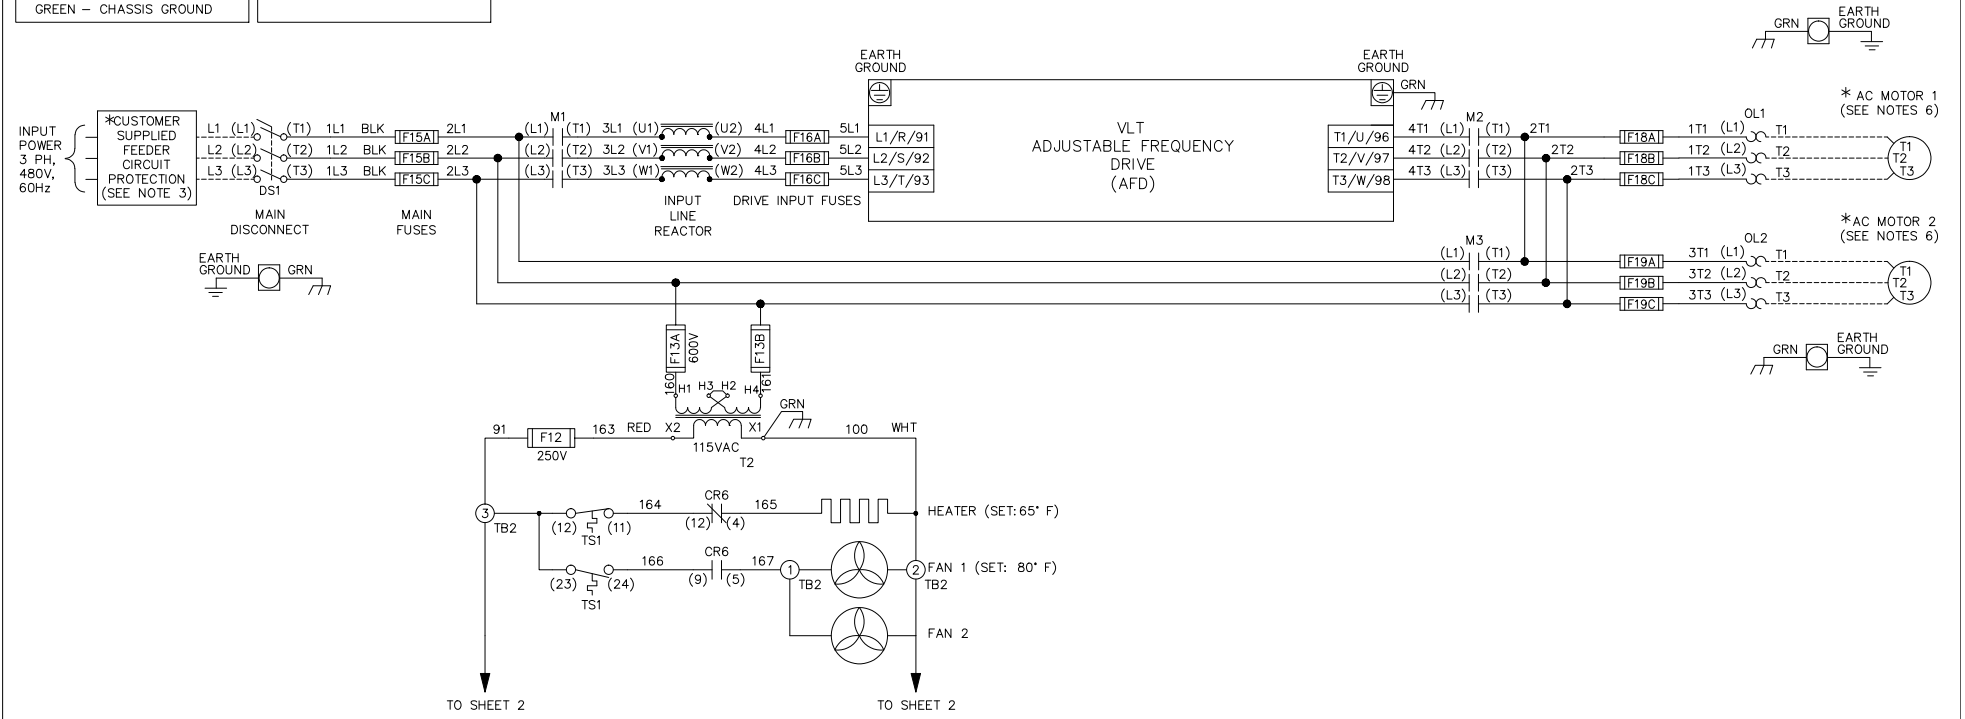 GREEN – CHASSIS GROUND
GRN
EARTH
GROUND
INPUT
POWER
3 PH,
480V,
60Hz
*CUSTOMER
SUPPLIED
FEEDER
CIRCUIT
PROTECTION
(SEE NOTE 3)
L1 (L1) (T1) 1L1 BLK F15A 2L1
L2 (L2) (T2) 1L2 BLK F15B 2L2
L3 (L3) (T3) 1L3 BLK F15C 2L3
DS1
MAIN
DISCONNECT
MAIN
FUSES
M1
(L1) (T1) 3L1 (U1) (U2) 4L1 F16A 5L1
(L2) (T2) 3L2 (V1) (V2) 4L2 F16B 5L2
(L3) (T3) 3L3 (W1) (W2) 4L3 F16C 5L3
INPUT
LINE
REACTOR
DRIVE INPUT FUSES
EARTH
GROUND
L1/R/91
L2/S/92
L3/T/93
VLT
ADJUSTABLE FREQUENCY
DRIVE
(AFD)
EARTH
GROUND
GRN
T1/U/96
T2/V/97
T3/W/98
M2
4T1 (L1) (T1) 2T1 F18A 1T1 (L1) T1
4T2 (L2) (T2) 2T2 F18B 1T2 (L2) T2
4T3 (L3) (T3) 2T3 F18C 1T3 (L3) T3
OL1
* AC MOTOR 1
(SEE NOTES 6)
T1
T2
T3
EARTH
GROUND
GRN
M3
(L1) (T1) F19A 3T1 (L1) T1
(L2) (T2) F19B 3T2 (L2) T2
(L3) (T3) F19C 3T3 (L3) T3
OL2
*AC MOTOR 2
(SEE NOTES 6)
T1
T2
T3
GRN
EARTH
GROUND
F13A
600V
F13B
160
H1 H3 H2 H4
161
GRN
91 F12 163 RED X2 X1 100 WHT
250V
115VAC
T2
3
TB2
(12) (11) 164 CR6 165
TS1
(12) (4)
HEATER (SET:65° F)
(23) (24) 166 CR6 167
TS1
(9) (5)
1
TB2
2
TB2
FAN 1 (SET: 80° F)
FAN 2
TO SHEET 2
TO SHEET 2